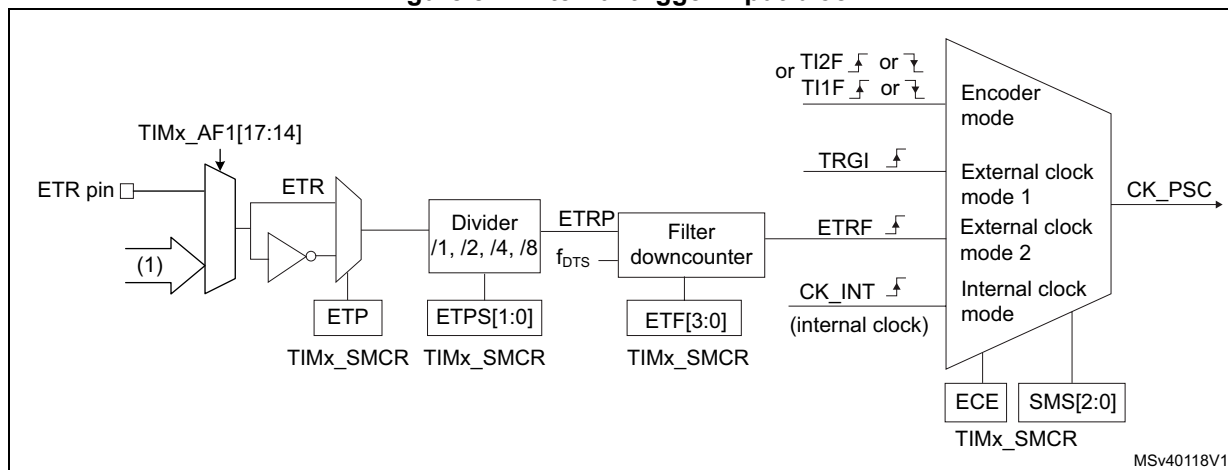 or TI2F or
TI1F or
Encoder
mode
TIMx_AF1[17:14]
TRGI
External clock
mode 1
ETR pin
ETR
CK_PSC
Divider
/1, /2, /4, /8
ETRP
Filter
downcounter
ETRF
External clock
mode 2
(1)
fDTS
CK_INT
(internal clock)
Internal clock
mode
ETP
ETPS[1:0]
ETF[3:0]
TIMx_SMCR
TIMx_SMCR
TIMx_SMCR
ECE
SMS[2:0]
TIMx_SMCR
MSv40118V1